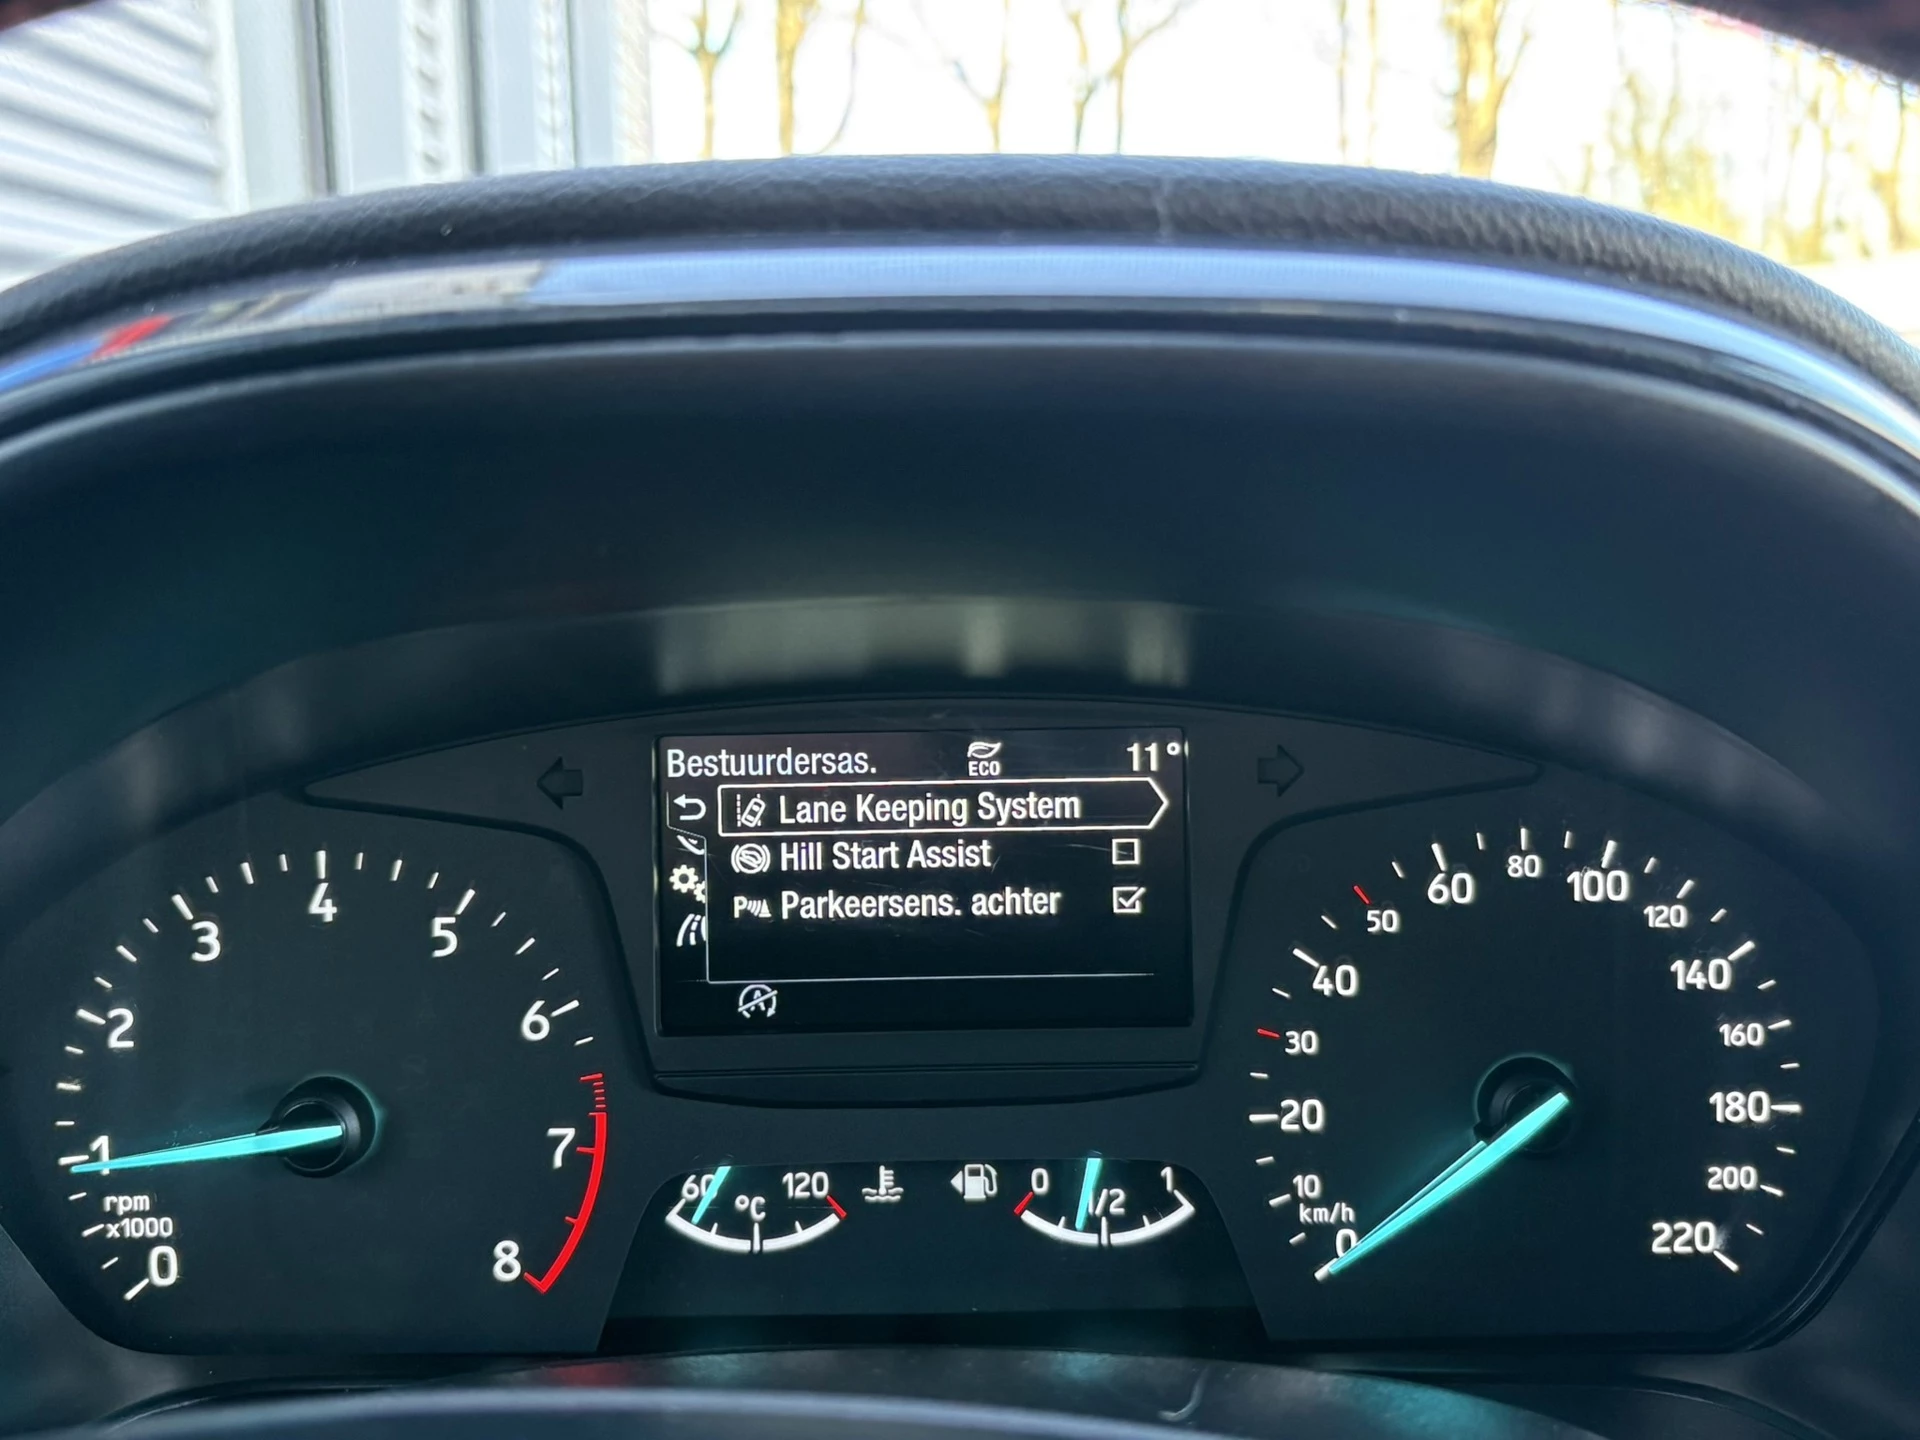 Bestuurdersas. ECO 11°
Lane Keeping System
Hill Start Assist
Parkeersens. achter
A
0 1 2 3 4 5 6 7 8
rpm
x1000
60 °C 120
0 1/2 1
0 10 20 30 40 50 60 80 100 120 140 160 180 200 220
km/h